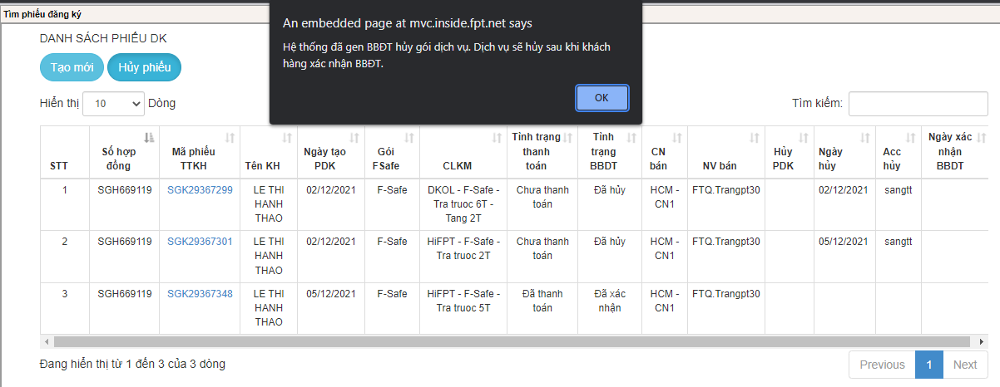 Tìm phiếu đăng ký
An embedded page at mvc.inside.fpt.net says
Hệ thống đã gen BBĐT hủy gói dịch vụ. Dịch vụ sẽ hủy sau khi khách
hàng xác nhận BBĐT.
OK
DANH SÁCH PHIẾU DK
Tạo mới
Hủy phiếu
Hiển thị 10 Dòng
Tìm kiếm:
STT Số hợp đồng Mã phiếu TTKH Tên KH Ngày tạo PDK Gói FSafe CLKM Tình trạng thanh toán Tình trạng BBDT CN bán NV bán Hủy PDK Ngày hủy Acc hủy Ngày xác nhận BBDT
1 SGH669119 SGK29367299 LE THI HANH THAO 02/12/2021 F-Safe DKOL - F-Safe - Tra truoc 6T - Tang 2T Chưa thanh toán Đã hủy HCM - CN1 FTQ.Trangpt30 02/12/2021 sangtt
2 SGH669119 SGK29367301 LE THI HANH THAO 02/12/2021 F-Safe HiFPT - F-Safe - Tra truoc 2T Chưa thanh toán Đã hủy HCM - CN1 FTQ.Trangpt30 05/12/2021 sangtt
3 SGH669119 SGK29367348 LE THI HANH THAO 05/12/2021 F-Safe HiFPT - F-Safe - Tra truoc 5T Đã thanh toán Đã xác nhận HCM - CN1 FTQ.Trangpt30
Đang hiển thị từ 1 đến 3 của 3 dòng
Previous 1 Next